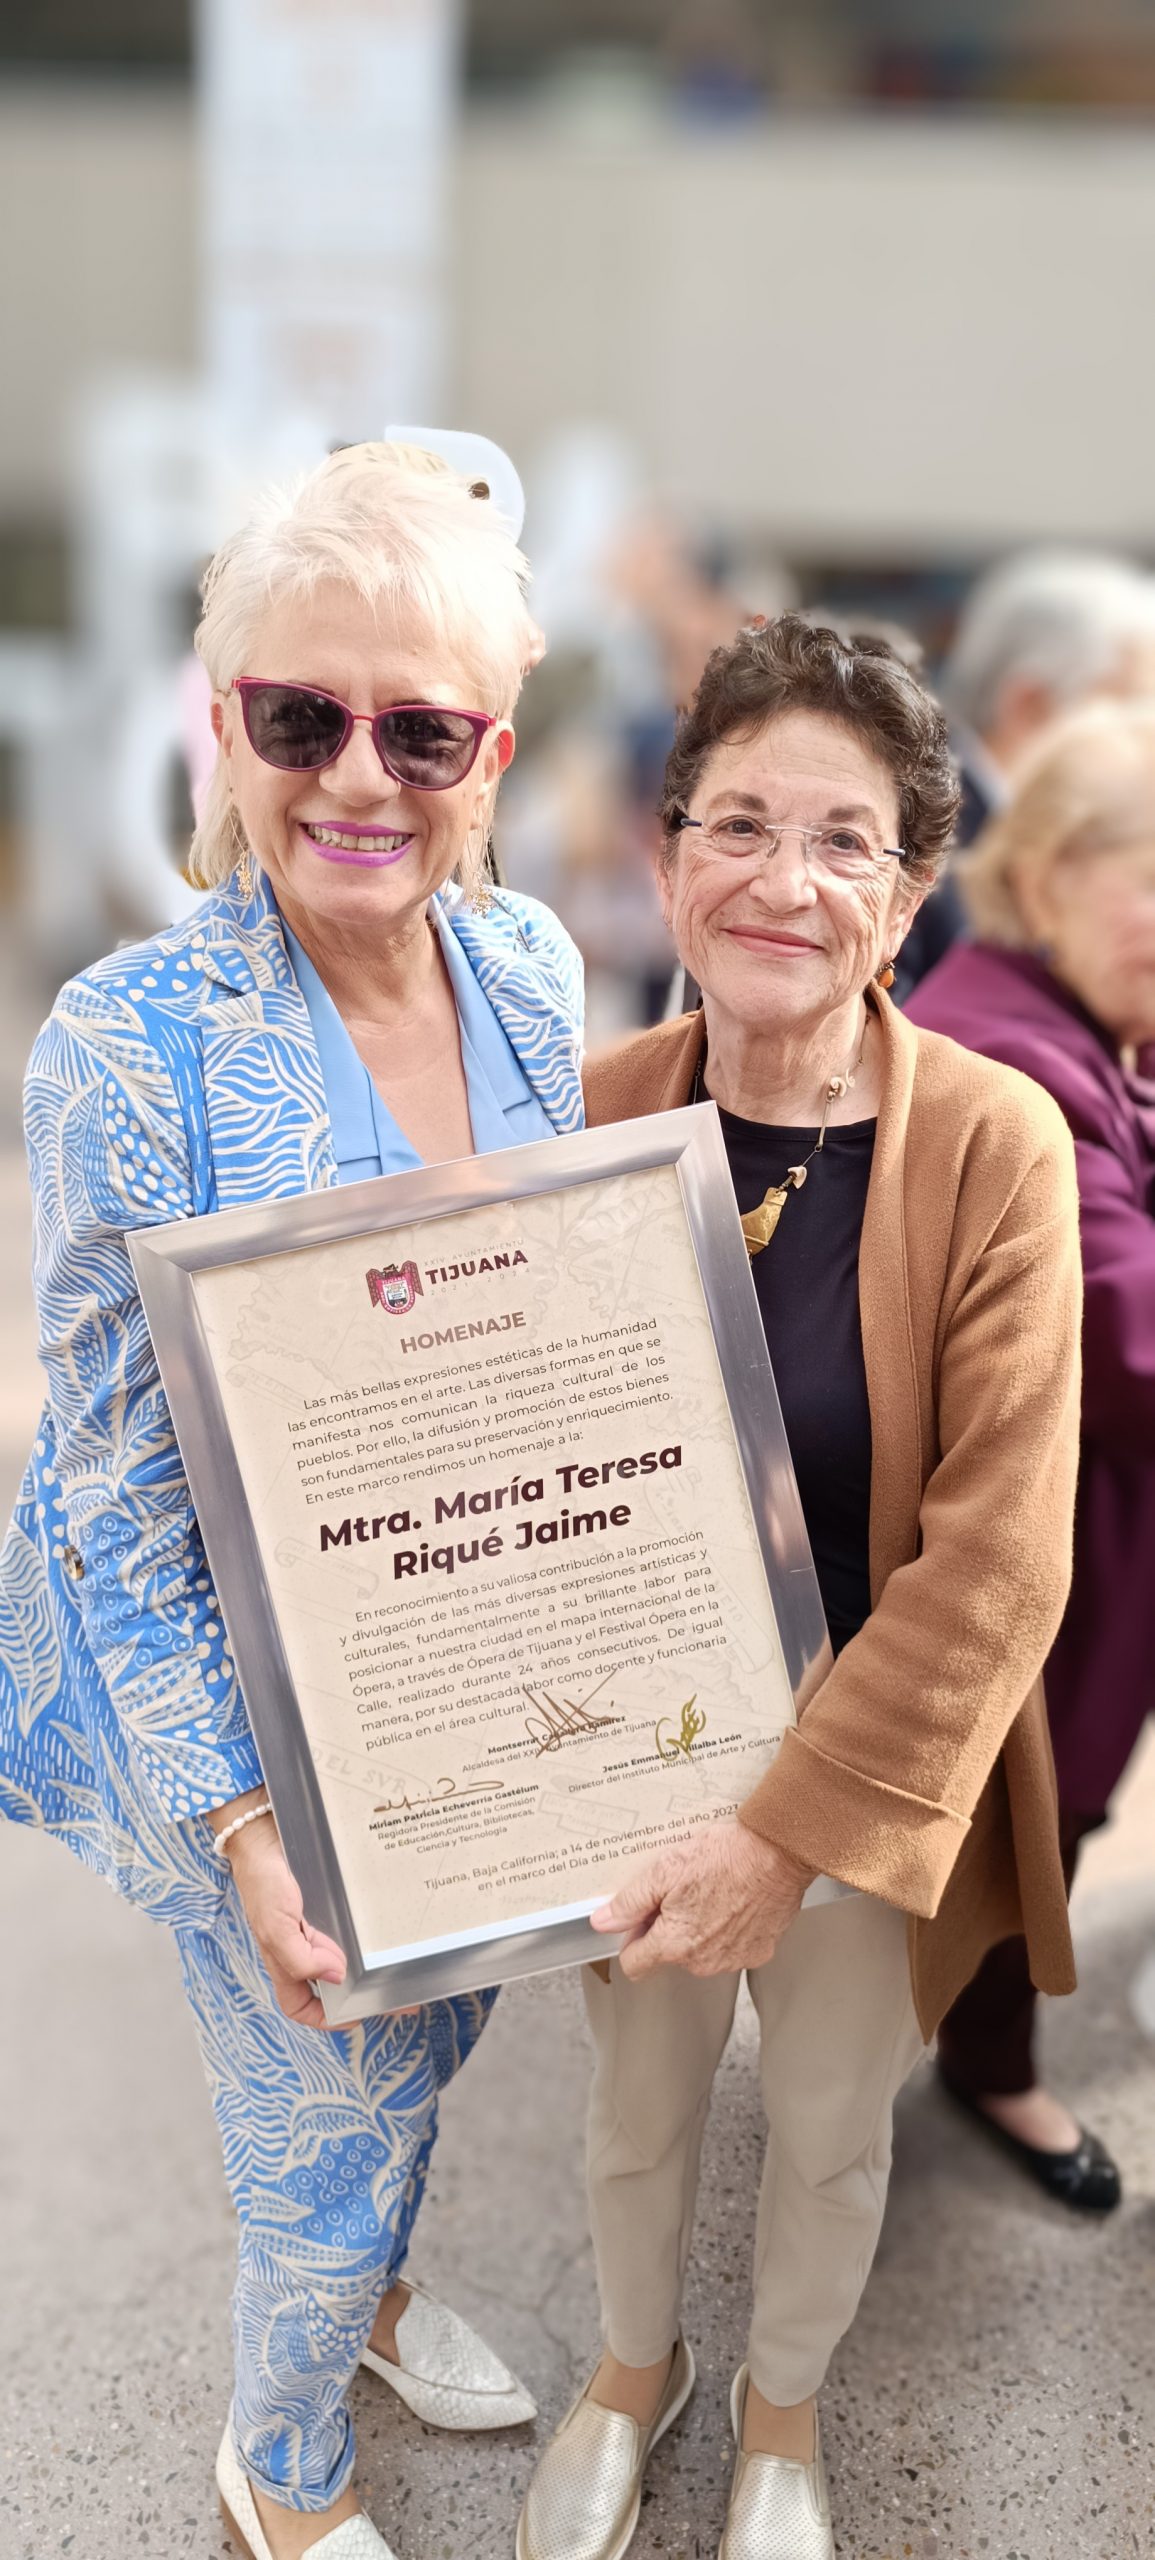 XXIV AYUNTAMIENTO
TIJUANA
2021 - 2024
HOMENAJE
Las más bellas expresiones estéticas de la humanidad
las encontramos en el arte. Las diversas formas en que se
manifesta nos comunican la riqueza cultural de los
pueblos. Por ello, la difusión y promoción de estos bienes
son fundamentales para su preservación y enriquecimiento.
En este marco rendimos un homenaje a la:
Mtra. María Teresa
Riqué Jaime
En reconocimiento a su valiosa contribución a la promoción
y divulgación de las más diversas expresiones artísticas y
culturales, fundamentalmente a su brillante labor para
posicionar a nuestra ciudad en el mapa internacional de la
Ópera, a través de Ópera de Tijuana y el Festival Ópera en la
Calle, realizado durante 24 años consecutivos. De igual
manera, por su destacada labor como docente y funcionaria
pública en el área cultural.
Montserrat Caballero Ramírez
Alcaldesa del XXIV Ayuntamiento de Tijuana
Jesús Emmanuel Villalba León
Director del Instituto Municipal de Arte y Cultura
Miriam Patricia Echeverría Gastélum
Regidora Presidente de la Comisión
de Educación,Cultura, Bibliotecas,
Ciencia y Tecnología
Tijuana, Baja California; a 14 de noviembre del año
en el marco del Día de la Californidad.